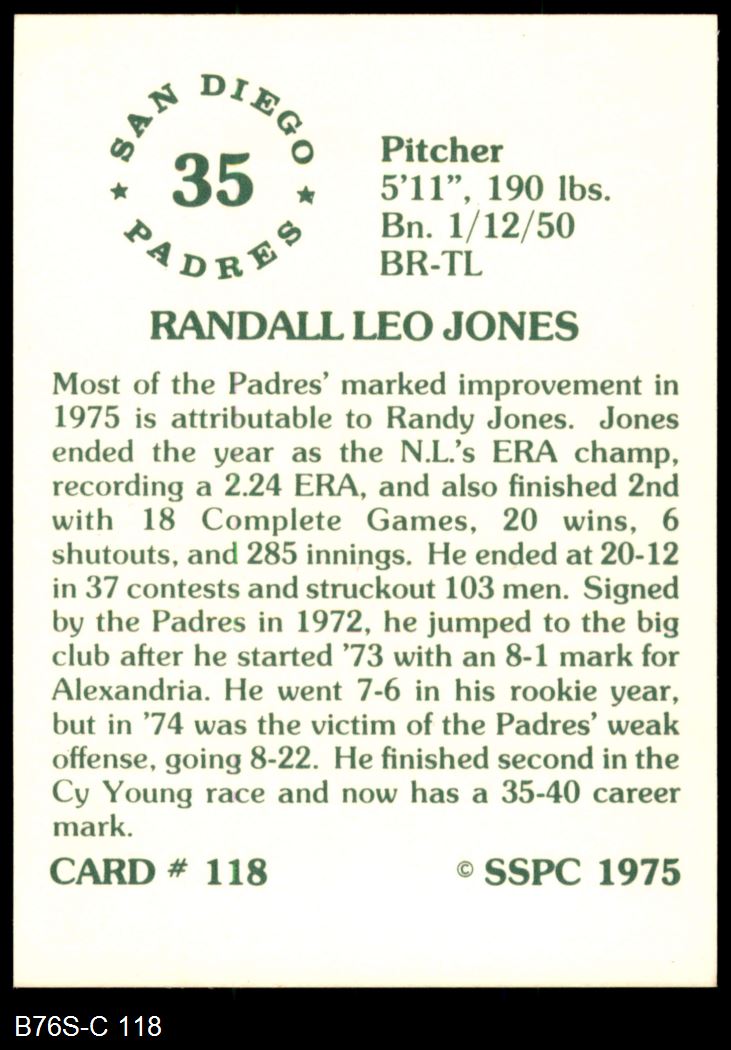 SAN DIEGO
35
PADRES
Pitcher
5'11”, 190 lbs.
Bn. 1/12/50
BR-TL
RANDALL LEO JONES
Most of the Padres’ marked improvement in
1975 is attributable to Randy Jones. Jones
ended the year as the N.L.’s ERA champ,
recording a 2.24 ERA, and also finished 2nd
with 18 Complete Games, 20 wins, 6
shutouts, and 285 innings. He ended at 20-12
in 37 contests and struckout 103 men. Signed
by the Padres in 1972, he jumped to the big
club after he started ’73 with an 8-1 mark for
Alexandria. He went 7-6 in his rookie year,
but in ’74 was the victim of the Padres’ weak
offense, going 8-22. He finished second in the
Cy Young race and now has a 35-40 career
mark.
CARD # 118
© SSPC 1975
B76S-C 118